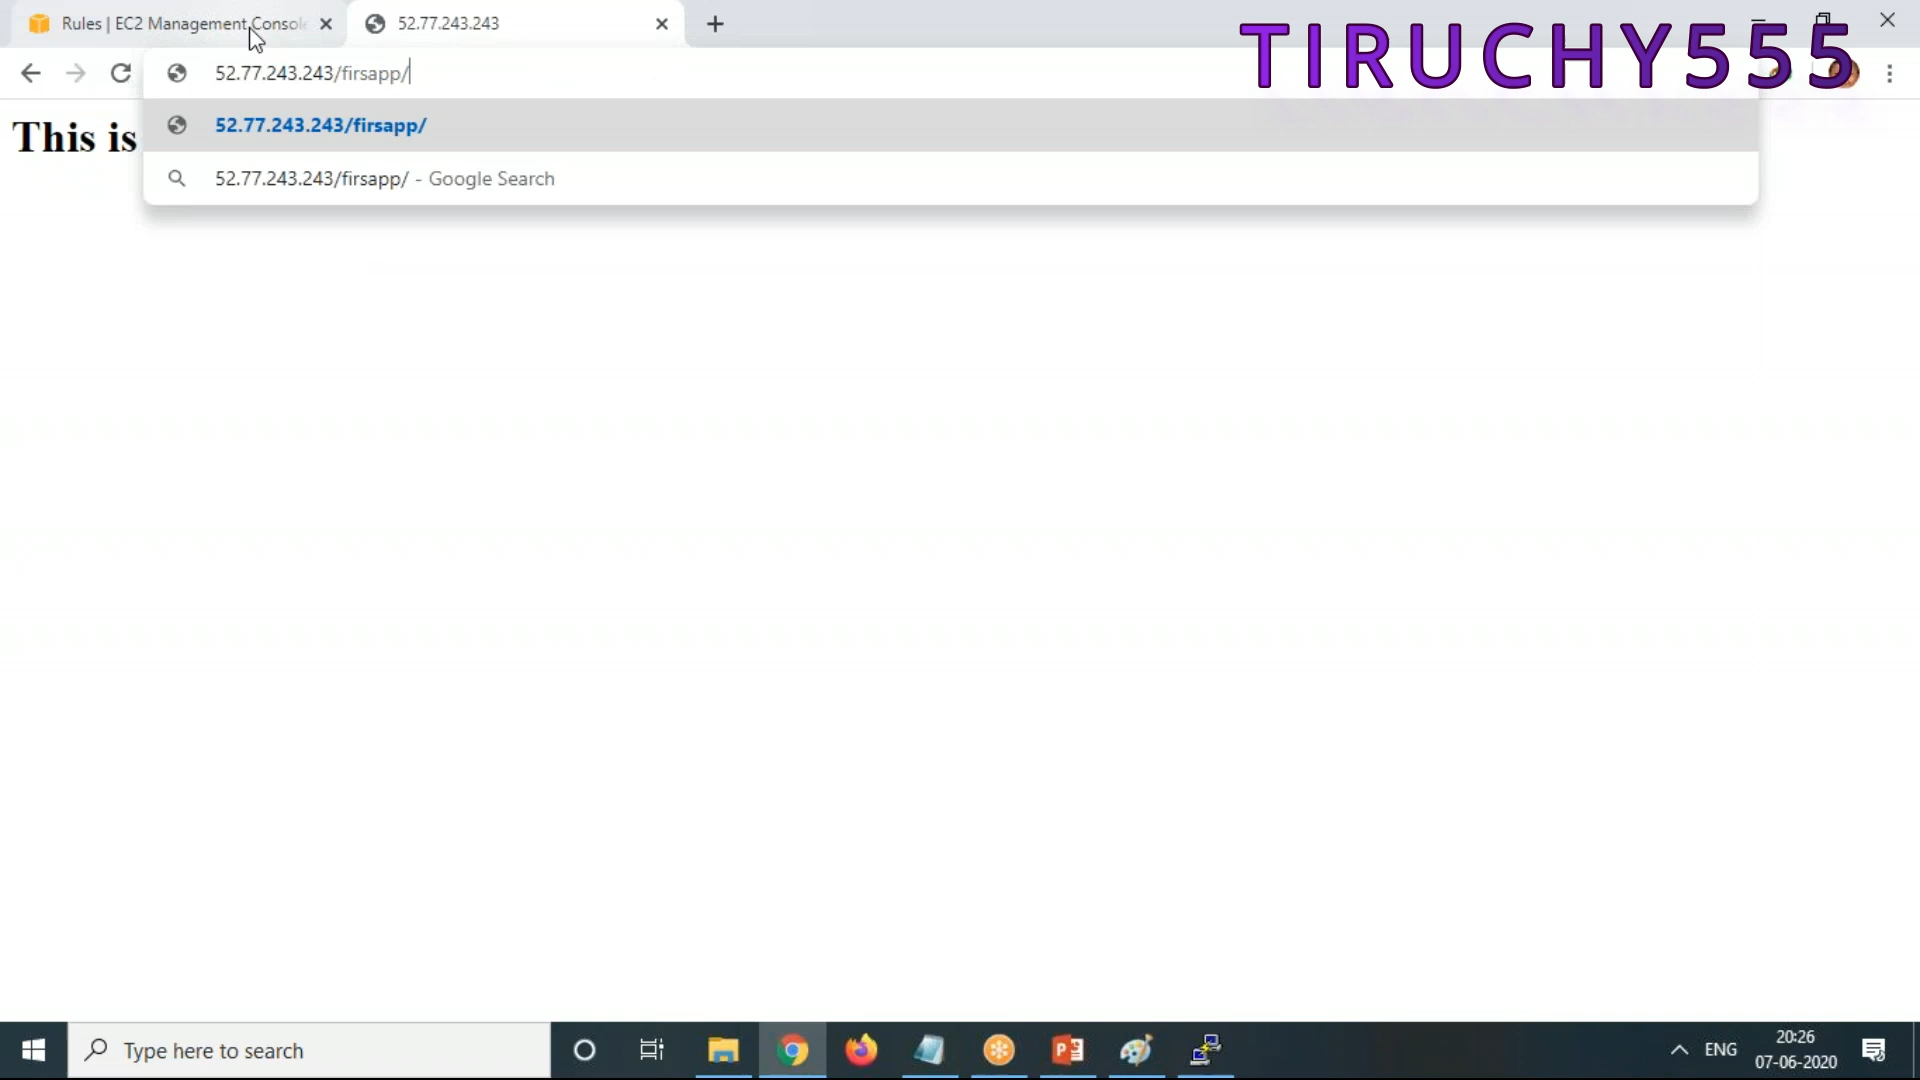 Rules | EC2 Management Consol
52.77.243.243
TIRUCHY555
52.77.243.243/firsapp/
This is
52.77.243.243/firsapp/
52.77.243.243/firsapp/ - Google Search
Type here to search
ENG
20:26
07-06-2020